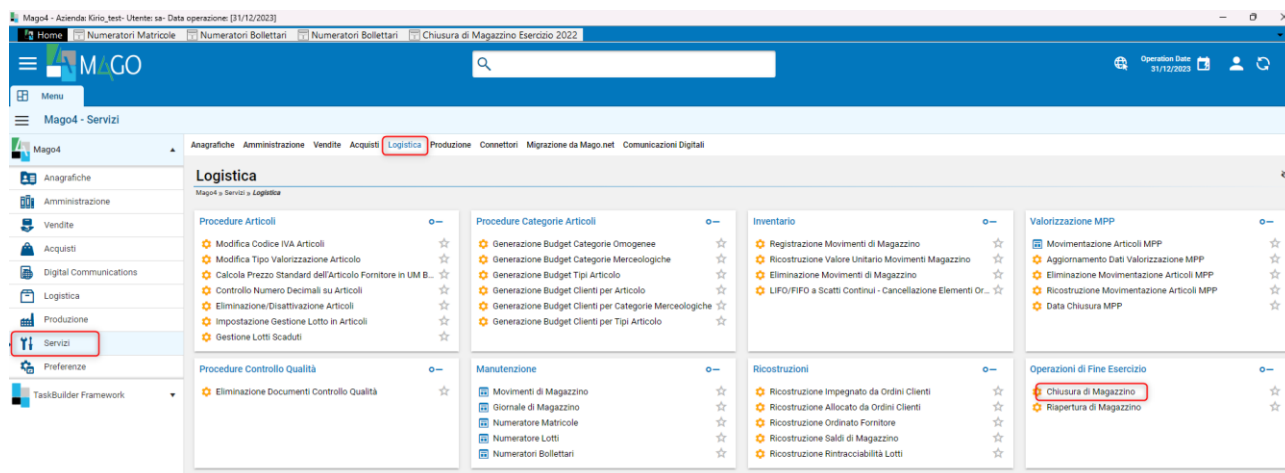 Mago4 - Azienda: Kirio_test- Utente: sa- Data operazione: [31/12/2023]
Home Numeratori Matricole Numeratori Bollettari Numeratori Bollettari Chiusura di Magazzino Esercizio 2022
MAGO
Operation Date
31/12/2023
Menu
Mago4 - Servizi
Mago4
Anagrafiche
Amministrazione
Vendite
Acquisti
Digital Communications
Logistica
Produzione
Servizi
Preferenze
TaskBuilder Framework
Anagrafiche Amministrazione Vendite Acquisti Logistica Produzione Connettori Migrazione da Mago.net Comunicazioni Digitali
Logistica
Mago4 » Servizi » Logistica
Procedure Articoli
Modifica Codice IVA Articoli
Modifica Tipo Valorizzazione Articolo
Calcola Prezzo Standard dell'Articolo Fornitore in UM B...
Controllo Numero Decimali su Articoli
Eliminazione/Disattivazione Articoli
Impostazione Gestione Lotto in Articoli
Gestione Lotti Scaduti
Procedure Categorie Articoli
Generazione Budget Categorie Omogenee
Generazione Budget Categorie Merceologiche
Generazione Budget Tipi Articolo
Generazione Budget Clienti per Articolo
Generazione Budget Clienti per Categorie Merceologiche
Generazione Budget Clienti per Tipi Articolo
Inventario
Registrazione Movimenti di Magazzino
Ricostruzione Valore Unitario Movimenti Magazzino
Eliminazione Movimenti di Magazzino
LIFO/FIFO a Scatti Continui - Cancellazione Elementi Or...
Valorizzazione MPP
Movimentazione Articoli MPP
Aggiornamento Dati Valorizzazione MPP
Eliminazione Movimentazione Articoli MPP
Ricostruzione Movimentazione Articoli MPP
Data Chiusura MPP
Procedure Controllo Qualità
Eliminazione Documenti Controllo Qualità
Manutenzione
Movimenti di Magazzino
Giornale di Magazzino
Numeratore Matricole
Numeratore Lotti
Numeratori Bollettari
Ricostruzioni
Ricostruzione Impegnato da Ordini Clienti
Ricostruzione Allocato da Ordini Clienti
Ricostruzione Ordinato Fornitore
Ricostruzione Saldi di Magazzino
Ricostruzione Rintracciabilità Lotti
Operazioni di Fine Esercizio
Chiusura di Magazzino
Riapertura di Magazzino